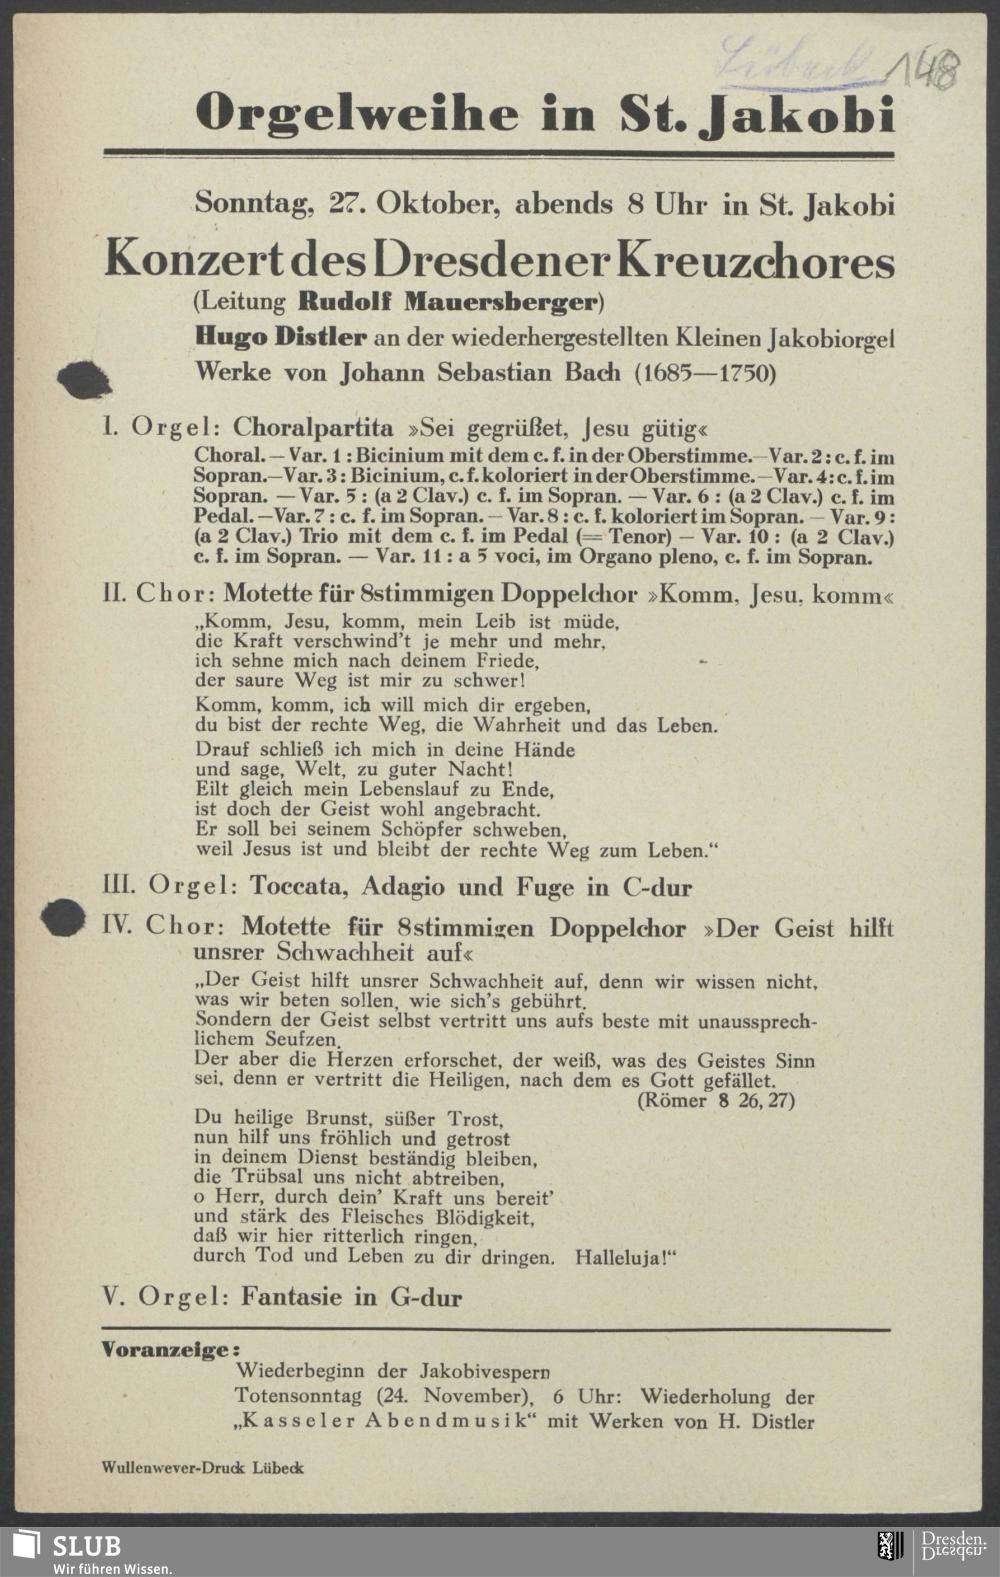 Lübeck 148
Orgelweihe in St. Jakobi
Sonntag, 27. Oktober, abends 8 Uhr in St. Jakobi
Konzert des Dresdener Kreuzchores
(Leitung Rudolf Mauersberger)
Hugo Distler an der wiederhergestellten Kleinen Jakobiorgel
Werke von Johann Sebastian Bach (1685—1750)
I. Orgel: Choralpartita »Sei gegrüßet, Jesu gütig«
Choral. — Var. 1 : Bicinium mit dem c. f. in der Oberstimme. — Var. 2 : c. f. im
Sopran. — Var. 3 : Bicinium, c. f. koloriert in der Oberstimme. — Var. 4 : c. f. im
Sopran. — Var. 5 : (a 2 Clav.) c. f. im Sopran. — Var. 6 : (a 2 Clav.) c. f. im
Pedal. — Var. 7 : c. f. im Sopran. — Var. 8 : c. f. koloriert im Sopran. — Var. 9 :
(a 2 Clav.) Trio mit dem c. f. im Pedal (= Tenor) — Var. 10 : (a 2 Clav.)
c. f. im Sopran. — Var. 11 : a 5 voci, im Organo pleno, c. f. im Sopran.
II. Chor: Motette für 8stimmigen Doppelchor »Komm, Jesu, komm«
„Komm, Jesu, komm, mein Leib ist müde,
die Kraft verschwind't je mehr und mehr,
ich sehne mich nach deinem Friede,
der saure Weg ist mir zu schwer!
Komm, komm, ich will mich dir ergeben,
du bist der rechte Weg, die Wahrheit und das Leben.
Drauf schließ ich mich in deine Hände
und sage, Welt, zu guter Nacht!
Eilt gleich mein Lebenslauf zu Ende,
ist doch der Geist wohl angebracht.
Er soll bei seinem Schöpfer schweben,
weil Jesus ist und bleibt der rechte Weg zum Leben.“
III. Orgel: Toccata, Adagio und Fuge in C-dur
IV. Chor: Motette für 8stimmigen Doppelchor »Der Geist hilft
unsrer Schwachheit auf«
„Der Geist hilft unsrer Schwachheit auf, denn wir wissen nicht,
was wir beten sollen, wie sich's gebührt.
Sondern der Geist selbst vertritt uns aufs beste mit unaussprech-
lichem Seufzen.
Der aber die Herzen erforschet, der weiß, was des Geistes Sinn
sei, denn er vertritt die Heiligen, nach dem es Gott gefället.
(Römer 8 26, 27)
Du heilige Brunst, süßer Trost,
nun hilf uns fröhlich und getrost
in deinem Dienst beständig bleiben,
die Trübsal uns nicht abtreiben,
o Herr, durch dein' Kraft uns bereit'
und stärk des Fleisches Blödigkeit,
daß wir hier ritterlich ringen,
durch Tod und Leben zu dir dringen. Halleluja!“
V. Orgel: Fantasie in G-dur
Voranzeige:
Wiederbeginn der Jakobivespern
Totensonntag (24. November), 6 Uhr: Wiederholung der
„Kasseler Abendmusik“ mit Werken von H. Distler
Wullenwever-Druck Lübeck
SLUB
Wir führen Wissen.
Dresden.
Dresden.